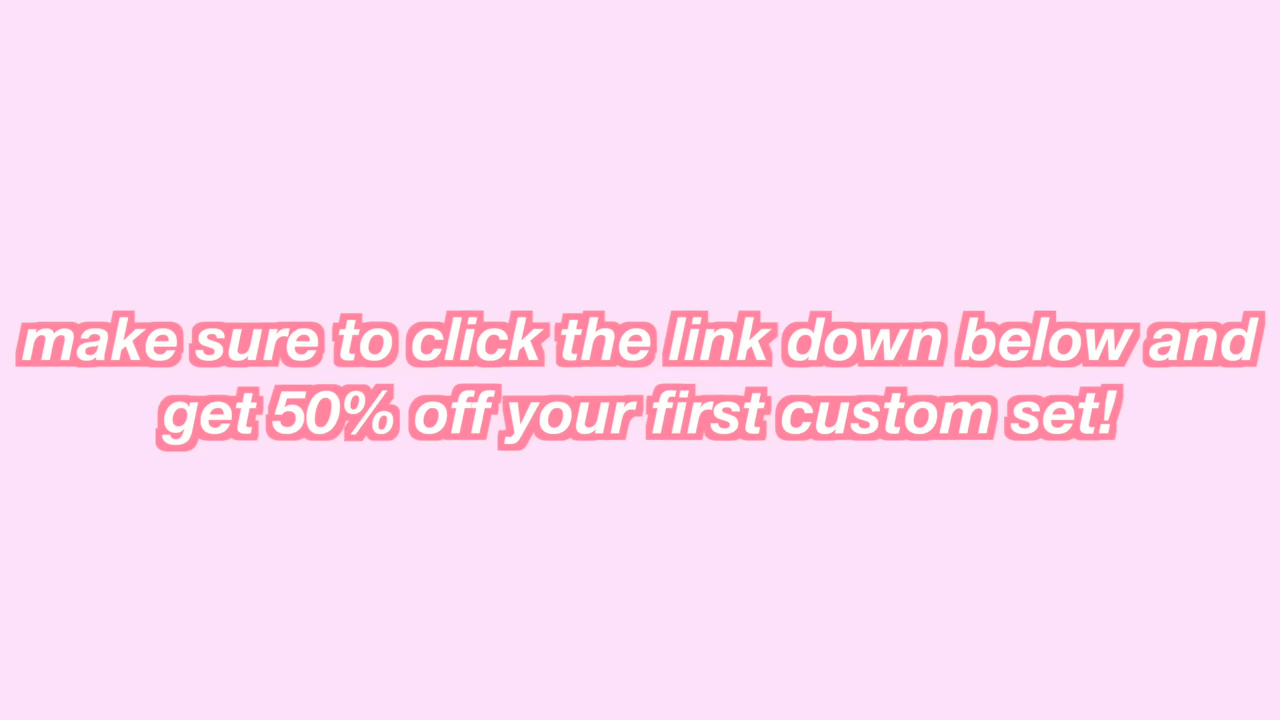 make sure to click the link down below and
get 50% off your first custom set!